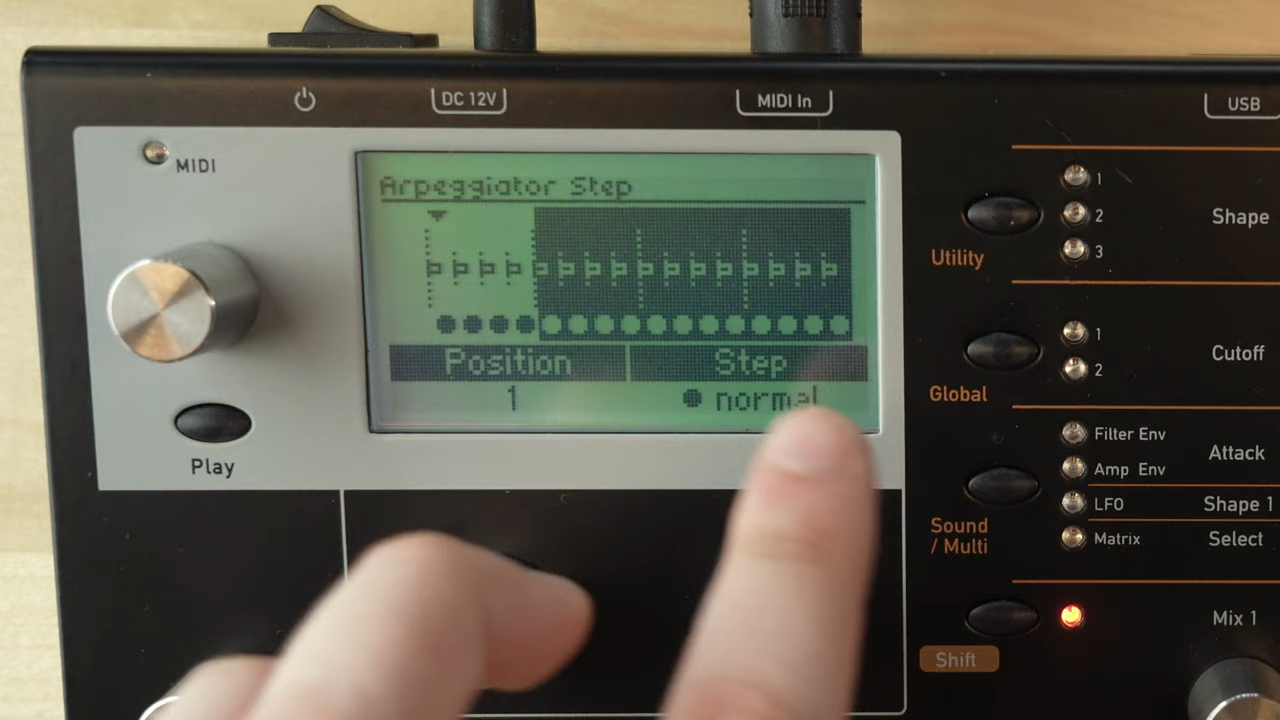 DC 12V
MIDI In
USB
MIDI
Arpeggiator Step
Position
Step
1
normal
Play
1
2
3
Shape
Utility
1
2
Cutoff
Global
Filter Env
Attack
Amp Env
LFO
Shape 1
Matrix
Select
Sound
/ Multi
Mix 1
Shift